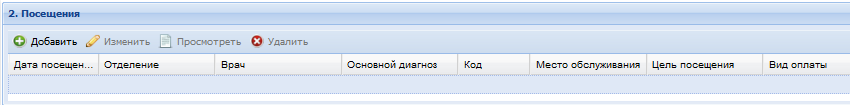 2. Посещения
Добавить Изменить Просмотреть Удалить
Дата посещен... Отделение Врач Основной диагноз Код Место обслуживания Цель посещения Вид оплаты